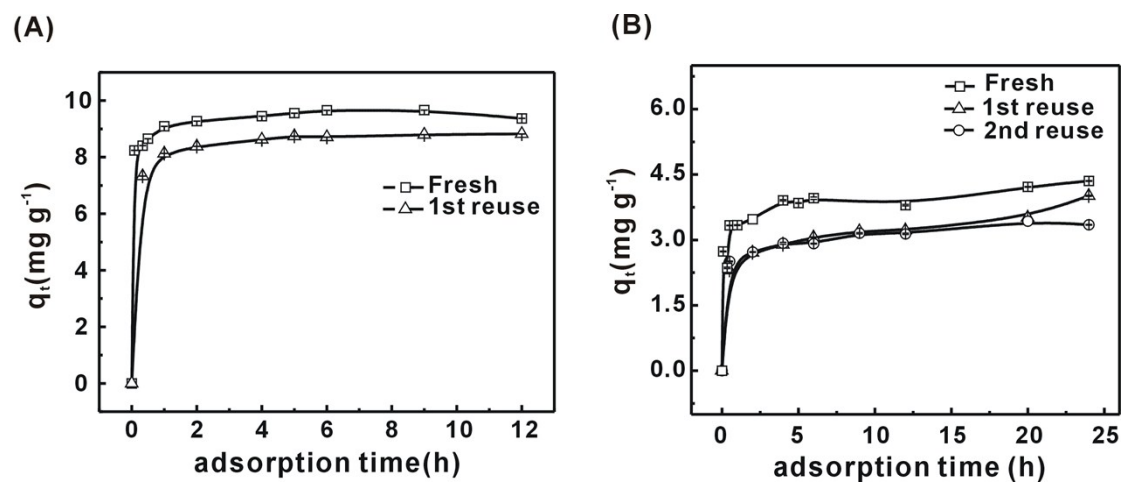 (A)
10
8
6
4
2
0
qₜ(mg g⁻¹)
Fresh
1st reuse
0 2 4 6 8 10 12
adsorption time(h)
(B)
6.0
4.5
3.0
1.5
0.0
qₜ(mg g⁻¹)
Fresh
1st reuse
2nd reuse
0 5 10 15 20 25
adsorption time (h)